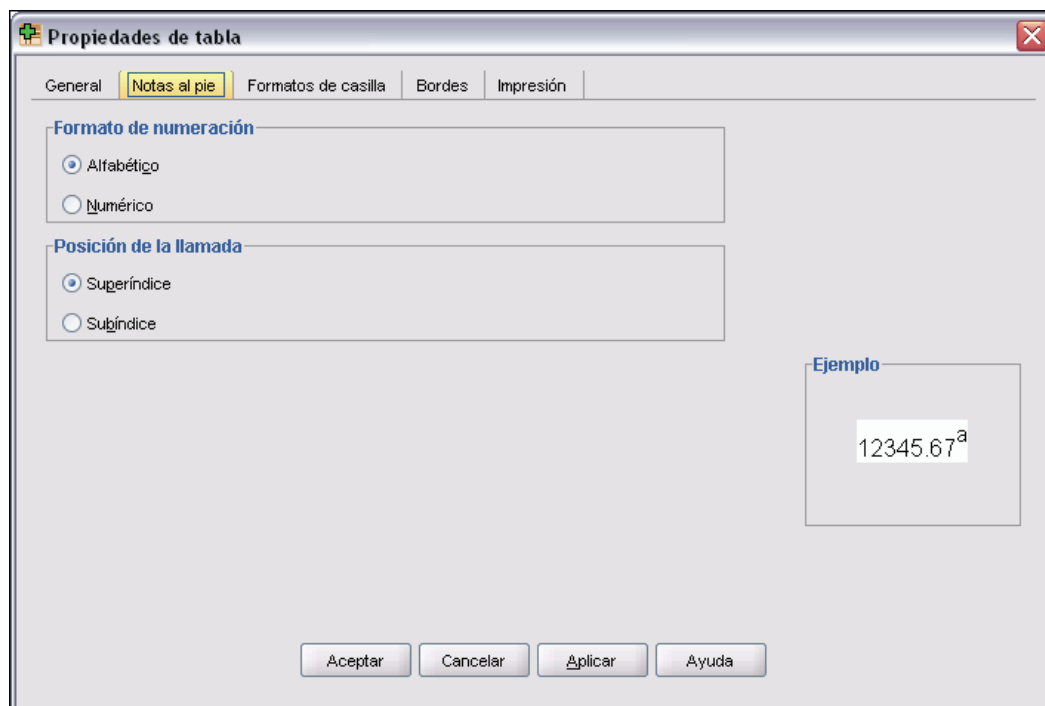 Propiedades de tabla
General Notas al pie Formatos de casilla Bordes Impresión
Formato de numeración
Alfabético
Numérico
Posición de la llamada
Superíndice
Subíndice
Ejemplo
12345.67a
Aceptar Cancelar Aplicar Ayuda